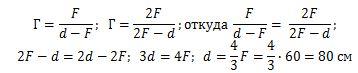 Γ = F/(d − F); Γ = 2F/(2F − d); откуда F/(d − F) = 2F/(2F − d);
2F − d = 2d − 2F; 3d = 4F; d = 4/3 F = 4/3 · 60 = 80 см